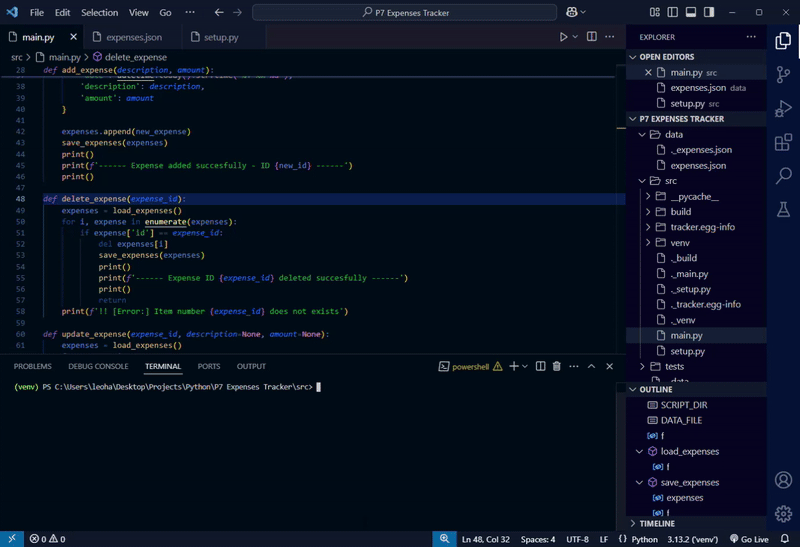 File Edit Selection View Go ··· P7 Expenses Tracker
main.py expenses.json setup.py
src > main.py > delete_expense
28 def add_expense(description, amount):
38 'description': description,
39 'amount': amount
40 }
41
42 expenses.append(new_expense)
43 save_expenses(expenses)
44 print()
45 print(f'------ Expense added succesfully - ID {new_id} ------')
46 print()
47
48 def delete_expense(expense_id):
49 expenses = load_expenses()
50 for i, expense in enumerate(expenses):
51 if expense['id'] == expense_id:
52 del expenses[i]
53 save_expenses(expenses)
54 print()
55 print(f'------ Expense ID {expense_id} deleted succesfully ------')
56 print()
57 return
58 print(f'!! [Error:] Item number {expense_id} does not exists')
59
60 def update_expense(expense_id, description=None, amount=None):
61 expenses = load_expenses()
PROBLEMS DEBUG CONSOLE TERMINAL PORTS OUTPUT powershell
(venv) PS C:\Users\leoha\Desktop\Projects\Python\P7 Expenses Tracker\src>
EXPLORER
OPEN EDITORS
main.py src
expenses.json data
setup.py src
P7 EXPENSES TRACKER
data
._expenses.json
expenses.json
src
__pycache__
build
tracker.egg-info
venv
._build
._main.py
._setup.py
._tracker.egg-info
._venv
main.py
setup.py
tests
._data
OUTLINE
SCRIPT_DIR
DATA_FILE
f
load_expenses
f
save_expenses
expenses
f
TIMELINE
0 0 Ln 48, Col 32 Spaces: 4 UTF-8 LF {} Python 3.13.2 ('venv') Go Live